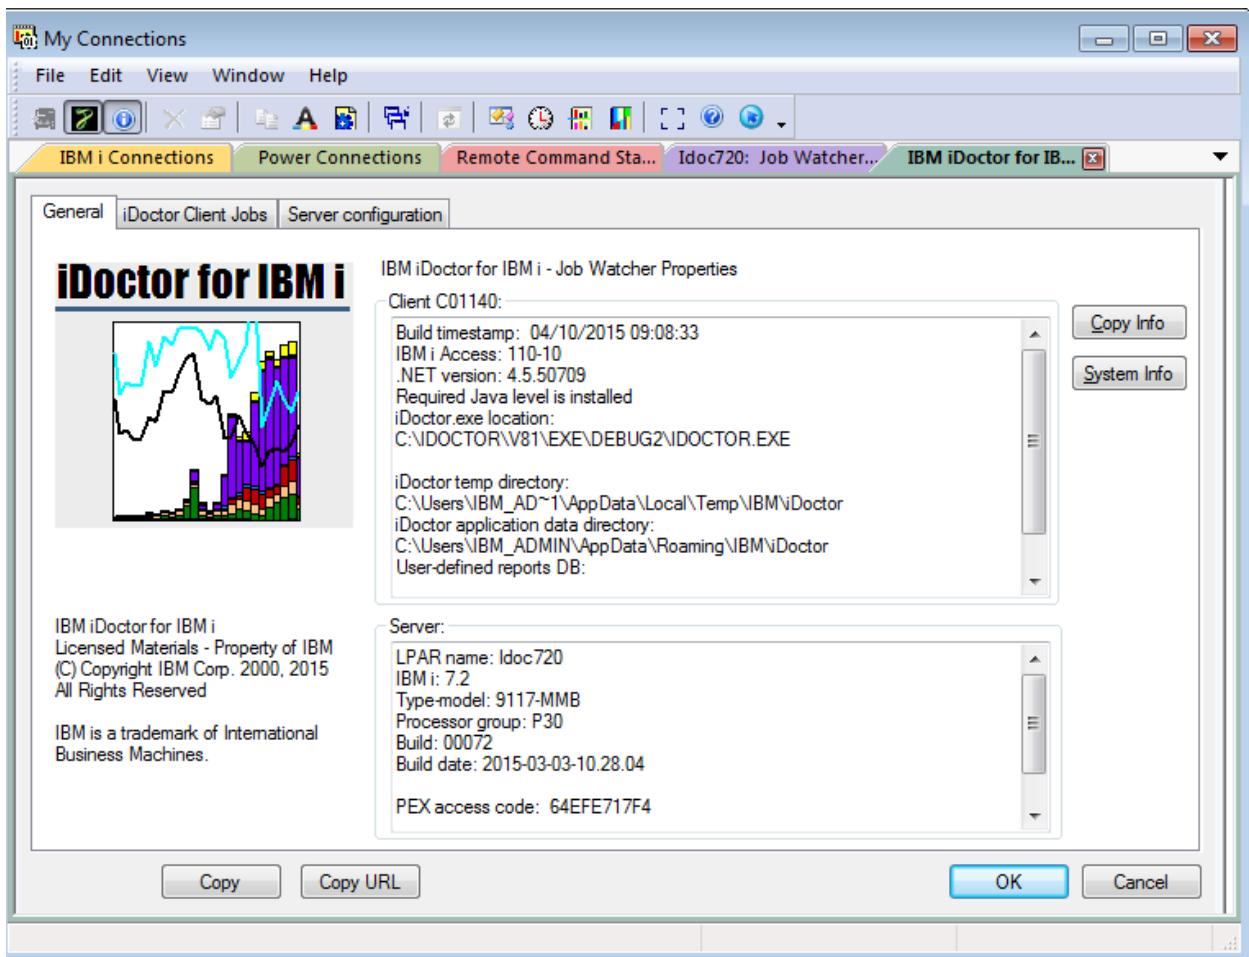 My Connections
File Edit View Window Help
IBM i Connections Power Connections Remote Command Sta... Idoc720: Job Watcher... IBM iDoctor for IB...
General iDoctor Client Jobs Server configuration
iDoctor for IBM i
IBM iDoctor for IBM i - Job Watcher Properties
Client C01140:
Build timestamp: 04/10/2015 09:08:33
IBM i Access: 110-10
.NET version: 4.5.50709
Required Java level is installed
iDoctor.exe location:
C:\IDOCTOR\V81\EXE\DEBUG2\IDOCTOR.EXE
iDoctor temp directory:
C:\Users\IBM_AD~1\AppData\Local\Temp\IBM\iDoctor
iDoctor application data directory:
C:\Users\IBM_ADMIN\AppData\Roaming\IBM\iDoctor
User-defined reports DB:
Copy Info
System Info
IBM iDoctor for IBM i
Licensed Materials - Property of IBM
(C) Copyright IBM Corp. 2000, 2015
All Rights Reserved
IBM is a trademark of International
Business Machines.
Server:
LPAR name: Idoc720
IBM i: 7.2
Type-model: 9117-MMB
Processor group: P30
Build: 00072
Build date: 2015-03-03-10.28.04
PEX access code: 64EFE717F4
Copy Copy URL OK Cancel